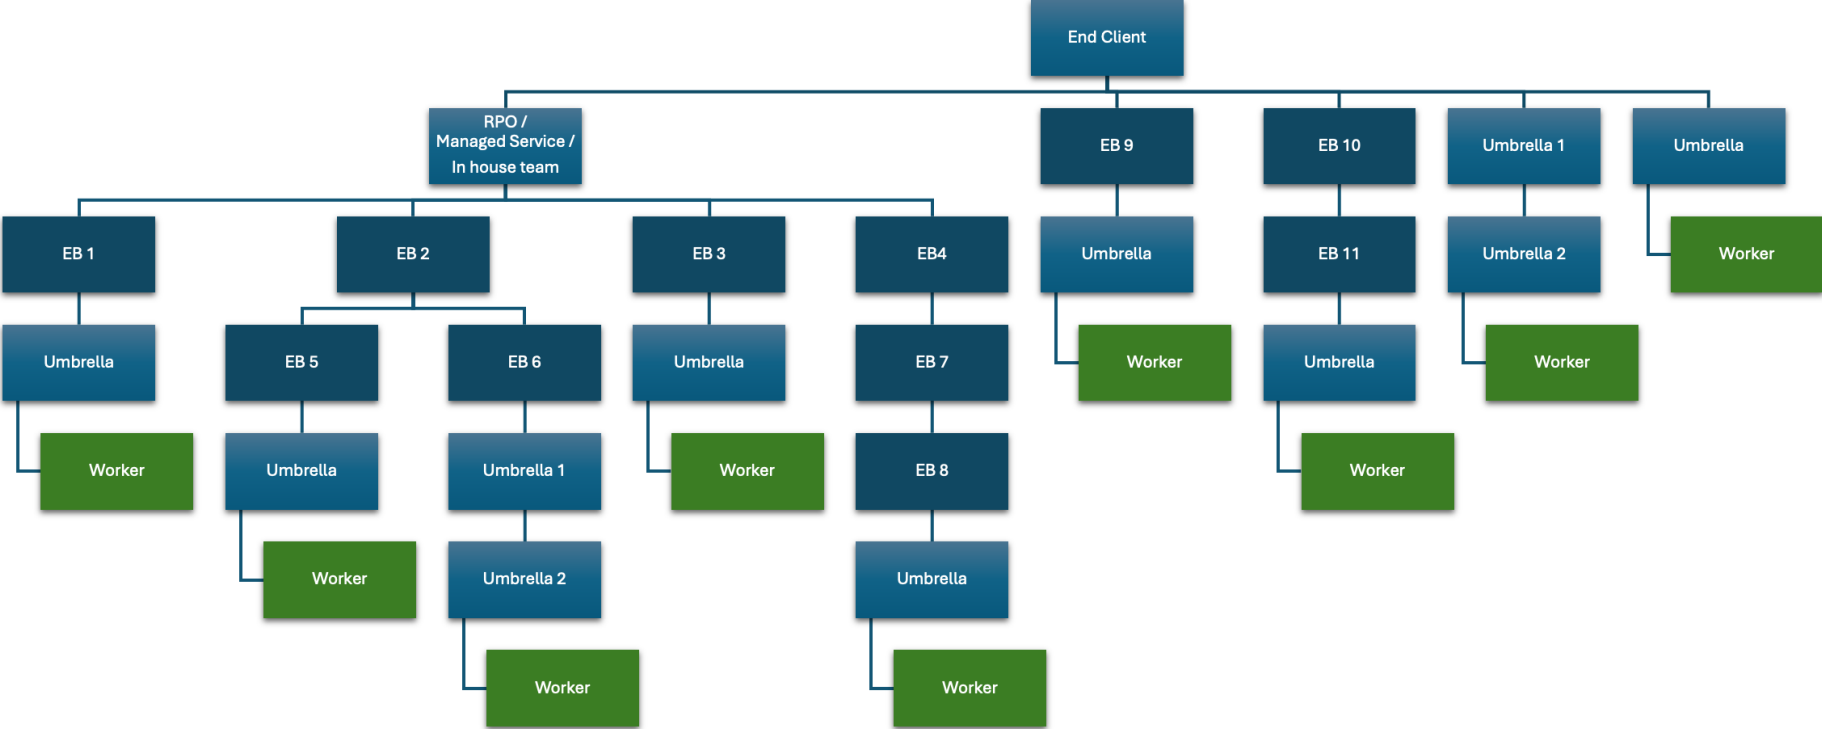 End Client
RPO /
Managed Service /
In house team
EB 9
EB 10
Umbrella 1
Umbrella
EB 1
EB 2
EB 3
EB4
Umbrella
EB 11
Umbrella 2
Worker
Umbrella
EB 5
EB 6
Umbrella
EB 7
Worker
Umbrella
Worker
Worker
Umbrella
Umbrella 1
Worker
EB 8
Worker
Worker
Umbrella 2
Umbrella
Worker
Worker